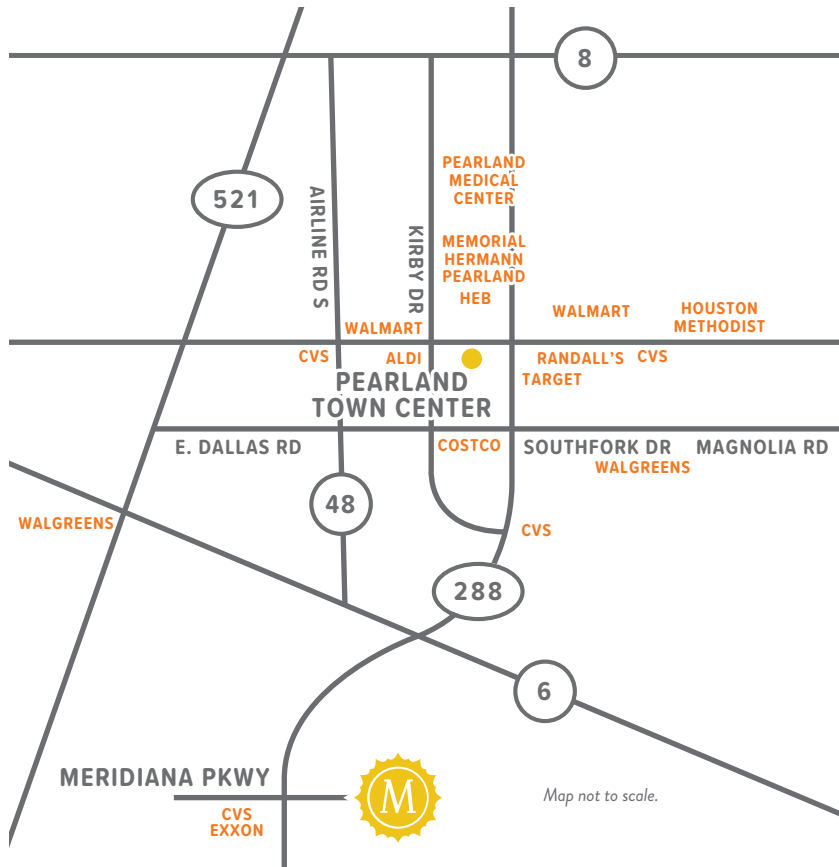 8
PEARLAND
MEDICAL
CENTER
521
AIRLINE RD S
KIRBY DR
MEMORIAL
HERMANN
PEARLAND
HEB
WALMART
WALMART
HOUSTON
METHODIST
CVS
ALDI
RANDALL'S
CVS
TARGET
PEARLAND
TOWN CENTER
E. DALLAS RD
COSTCO
SOUTHFORK DR
MAGNOLIA RD
WALGREENS
48
WALGREENS
CVS
288
6
MERIDIANA PKWY
M
Map not to scale.
CVS
EXXON